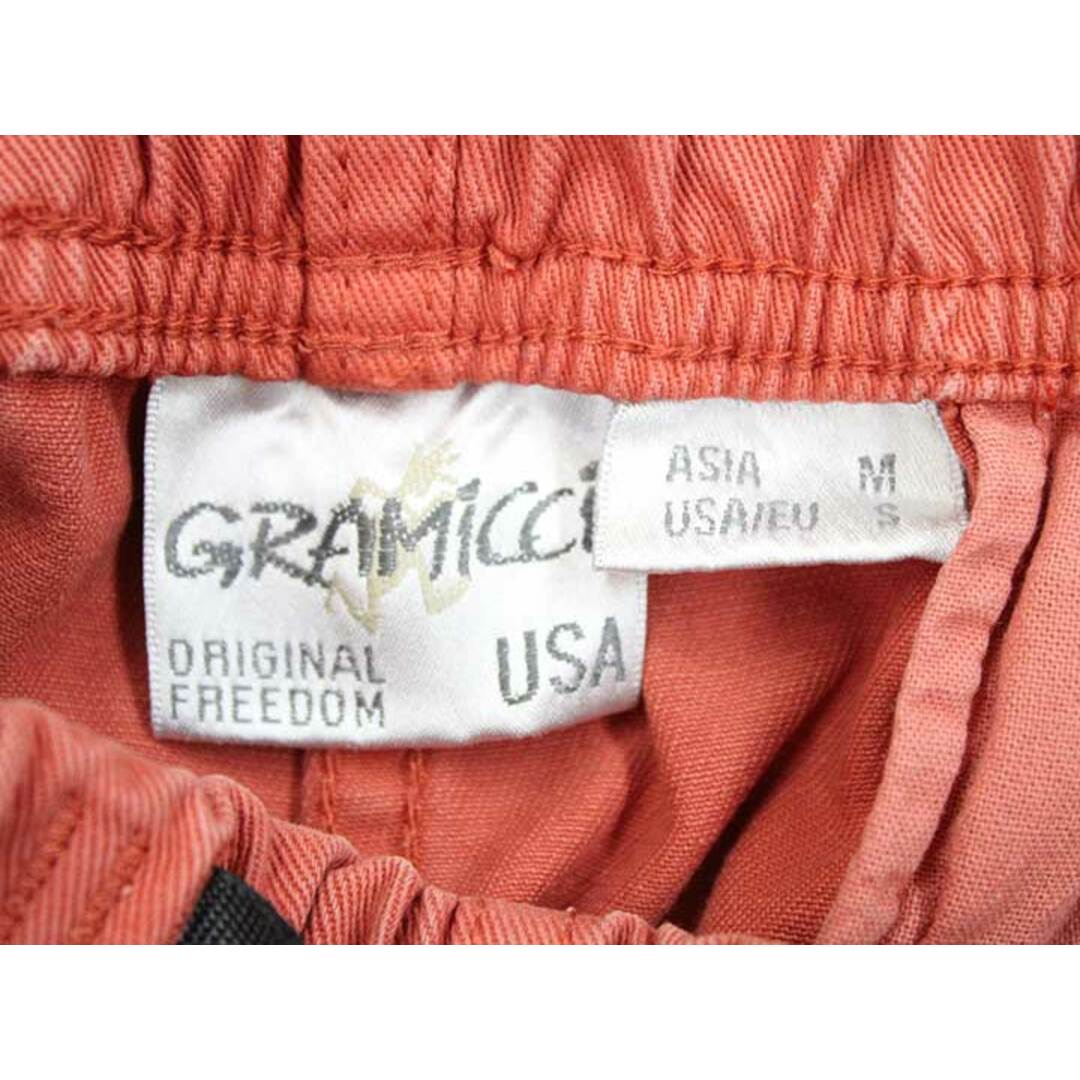 GRAMICCi
ORIGINAL
FREEDOM
USA
ASIA M
USA/EU S